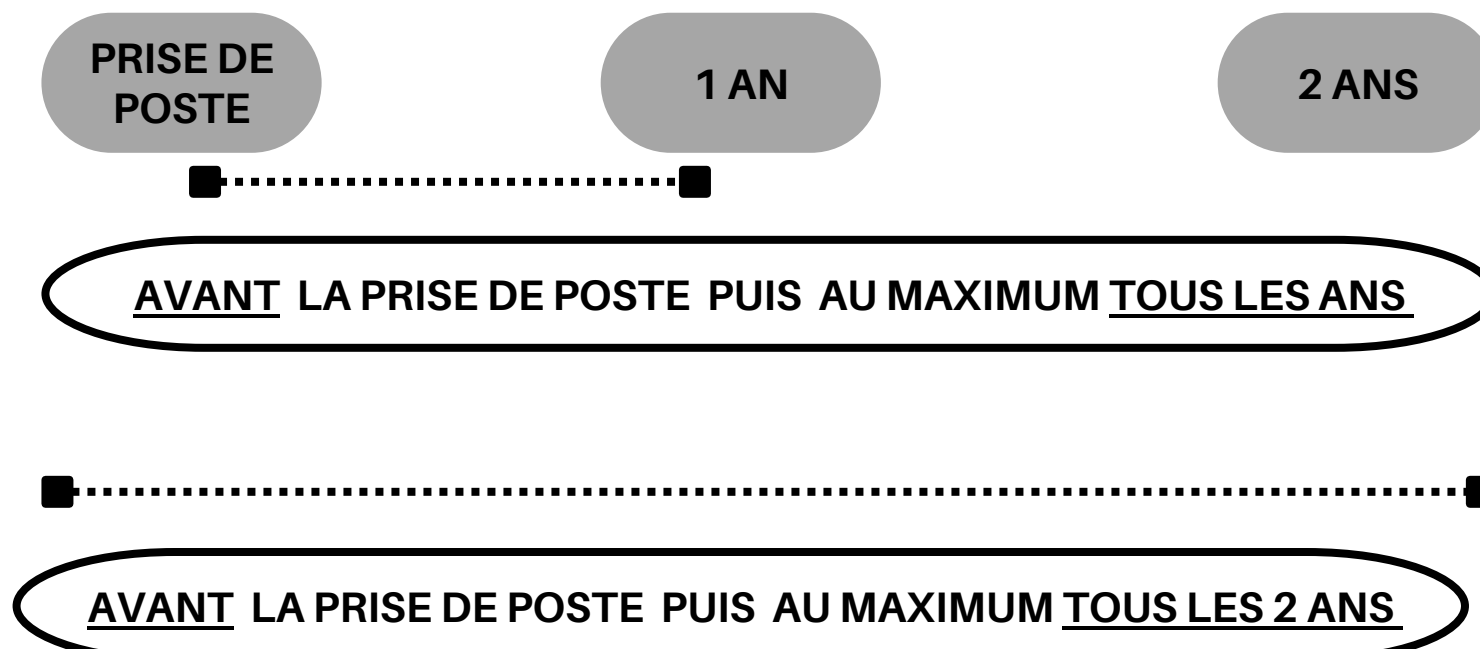 PRISE DE
POSTE
1 AN
2 ANS
AVANT LA PRISE DE POSTE PUIS AU MAXIMUM TOUS LES ANS
AVANT LA PRISE DE POSTE PUIS AU MAXIMUM TOUS LES 2 ANS